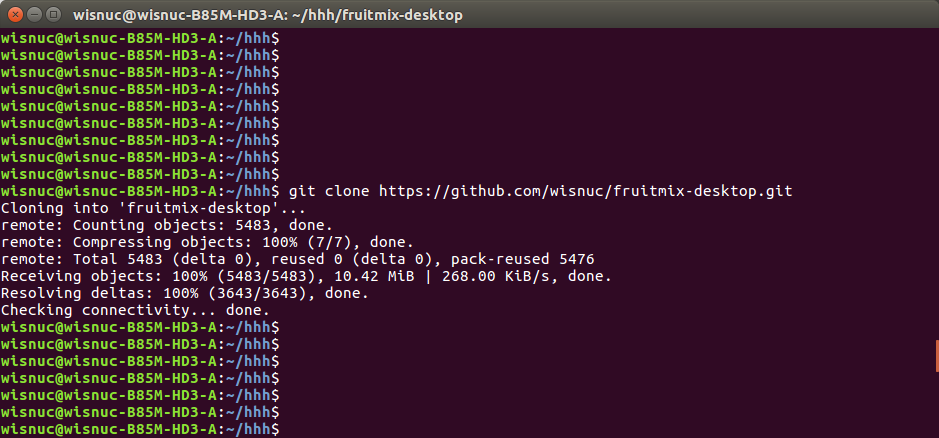 wisnuc@wisnuc-B85M-HD3-A: ~/hhh/fruitmix-desktop
wisnuc@wisnuc-B85M-HD3-A:~/hhh$
wisnuc@wisnuc-B85M-HD3-A:~/hhh$
wisnuc@wisnuc-B85M-HD3-A:~/hhh$
wisnuc@wisnuc-B85M-HD3-A:~/hhh$
wisnuc@wisnuc-B85M-HD3-A:~/hhh$
wisnuc@wisnuc-B85M-HD3-A:~/hhh$
wisnuc@wisnuc-B85M-HD3-A:~/hhh$
wisnuc@wisnuc-B85M-HD3-A:~/hhh$
wisnuc@wisnuc-B85M-HD3-A:~/hhh$
wisnuc@wisnuc-B85M-HD3-A:~/hhh$ git clone https://github.com/wisnuc/fruitmix-desktop.git
Cloning into 'fruitmix-desktop'...
remote: Counting objects: 5483, done.
remote: Compressing objects: 100% (7/7), done.
remote: Total 5483 (delta 0), reused 0 (delta 0), pack-reused 5476
Receiving objects: 100% (5483/5483), 10.42 MiB | 268.00 KiB/s, done.
Resolving deltas: 100% (3643/3643), done.
Checking connectivity... done.
wisnuc@wisnuc-B85M-HD3-A:~/hhh$
wisnuc@wisnuc-B85M-HD3-A:~/hhh$
wisnuc@wisnuc-B85M-HD3-A:~/hhh$
wisnuc@wisnuc-B85M-HD3-A:~/hhh$
wisnuc@wisnuc-B85M-HD3-A:~/hhh$
wisnuc@wisnuc-B85M-HD3-A:~/hhh$
wisnuc@wisnuc-B85M-HD3-A:~/hhh$